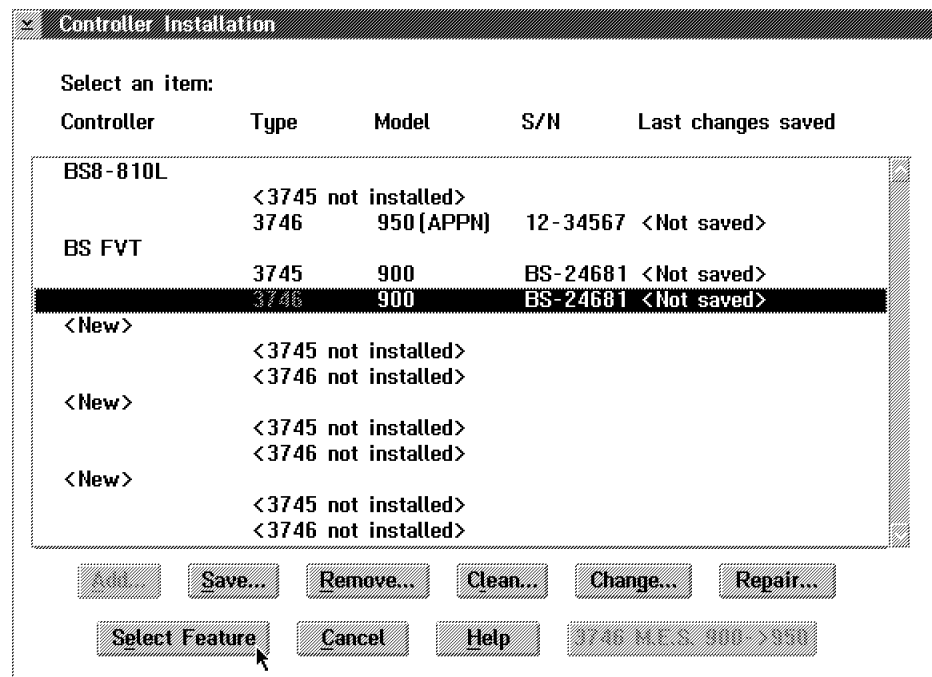 Controller Installation
Select an item:
Controller Type Model S/N Last changes saved
BS8-810L
<3745 not installed>
3746 950(APPN) 12-34567 <Not saved>
BS FVT
3745 900 BS-24681 <Not saved>
3746 900 BS-24681 <Not saved>
<New>
<3745 not installed>
<3746 not installed>
<New>
<3745 not installed>
<3746 not installed>
<New>
<3745 not installed>
<3746 not installed>
Add... Save... Remove... Clean... Change... Repair...
Select Feature Cancel Help 3746 M.E.S. 900->950